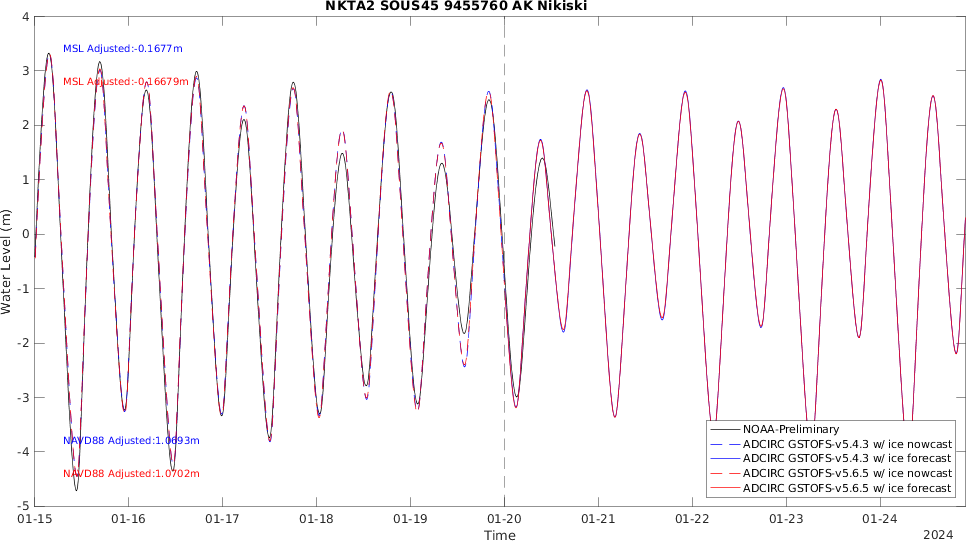 NKTA2 SOUS45 9455760 AK Nikiski
4
MSL Adjusted:-0.1677m
3
MSL Adjusted:-0.16679m
2
1
0
Water Level (m)
-1
-2
-3
NOAA-Preliminary
NAVD88 Adjusted:1.0693m
ADCIRC GSTOFS-v5.4.3 w/ ice nowcast
-4
ADCIRC GSTOFS-v5.4.3 w/ ice forecast
NAVD88 Adjusted:1.0702m
ADCIRC GSTOFS-v5.6.5 w/ ice nowcast
ADCIRC GSTOFS-v5.6.5 w/ ice forecast
-5
01-15 01-16 01-17 01-18 01-19 01-20 01-21 01-22 01-23 01-24
Time
2024